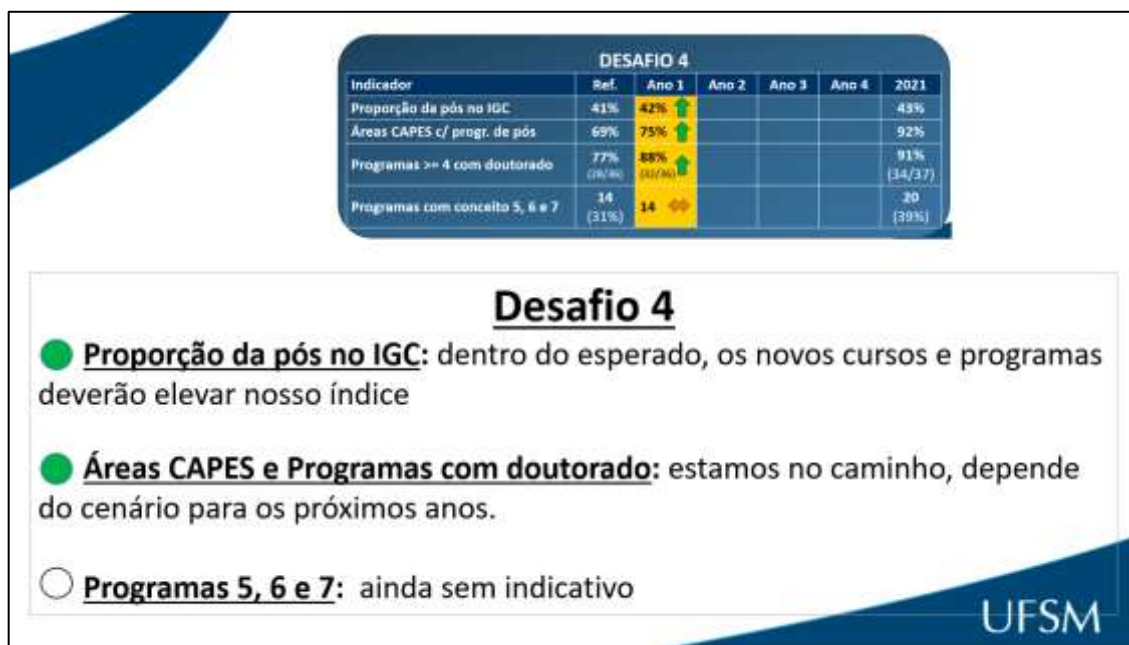 DESAFIO 4
Indicador Ref. Ano 1 Ano 2 Ano 3 Ano 4 2021
Proporção da pós no IGC 41% 42% 43%
Áreas CAPES c/ progr. de pós 69% 75% 92%
Programas >= 4 com doutorado 77% 88% 91%
(28/36) (32/36) (34/37)
Programas com conceito 5, 6 e 7 14 14 20
(31%) (39%)
Desafio 4
Proporção da pós no IGC: dentro do esperado, os novos cursos e programas
deverão elevar nosso índice
Áreas CAPES e Programas com doutorado: estamos no caminho, depende
do cenário para os próximos anos.
Programas 5, 6 e 7: ainda sem indicativo
UFSM